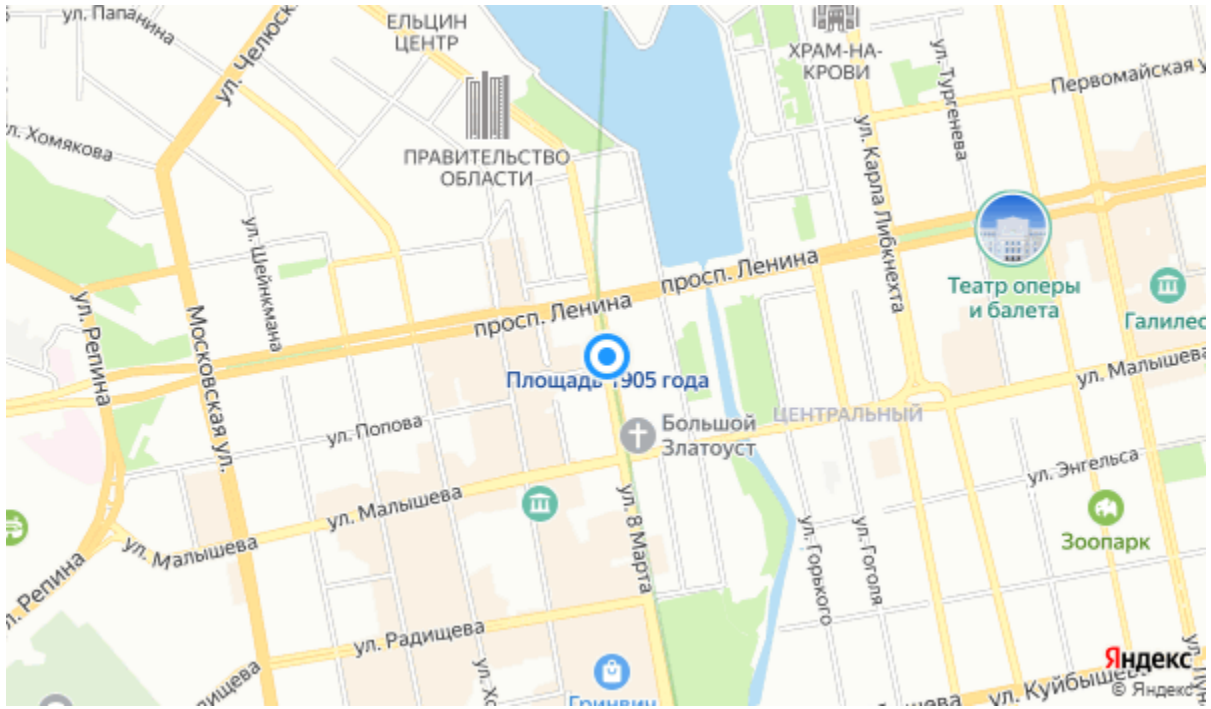 ул. Папанина
ЕЛЬЦИН
ЦЕНТР
ХРАМ-НА-
КРОВИ
ул. Тургенева
Первомайская у
ул. Хомякова
ПРАВИТЕЛЬСТВО
ОБЛАСТИ
ул. Карла Либкнехта
ул. Шейнкмана
просп. Ленина
просп. Ленина
Театр оперы
и балета
Галилео
ул. Репина
Московская ул.
Площадь 1905 года
ул. Малышева
ЦЕНТРАЛЬНЫЙ
Большой
Златоуст
ул. Попова
ул. Энгельса
ул. Малышева
ул. Малышева
ул. 8 Марта
ул. Горького
ул. Гоголя
Зоопарк
ул. Репина
ул. Радищева
Яндекс
ул. Куйбышева
© Яндекс
Гринвич